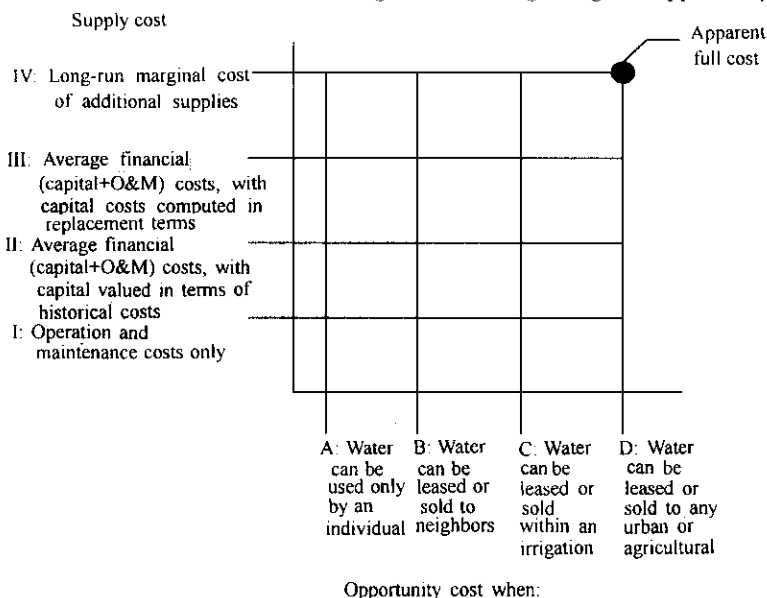 Supply cost
Apparent
full cost
IV: Long-run marginal cost
of additional supplies
III: Average financial
(capital+O&M) costs, with
capital costs computed in
replacement terms
II: Average financial
(capital+O&M) costs, with
capital valued in terms of
historical costs
I: Operation and
maintenance costs only
A: Water
can be
used only
by an
individual
B: Water
can be
leased or
sold to
neighbors
C: Water
can be
leased or
sold
within an
irrigation
D: Water
can be
leased or
sold to any
urban or
agricultural
Opportunity cost when: